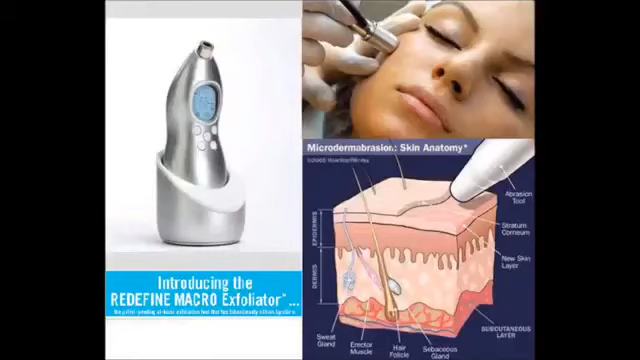 Introducing the
REDEFINE MACRO Exfoliator™...
Microdermabrasion: Skin Anatomy*
Abrasion
Tool
Stratum
Corneum
New Skin
Layer
EPIDERMIS
DERMIS
SUBCUTANEOUS
LAYER
Sweat
Gland
Erector
Muscle
Hair
Follicle
Sebaceous
Gland